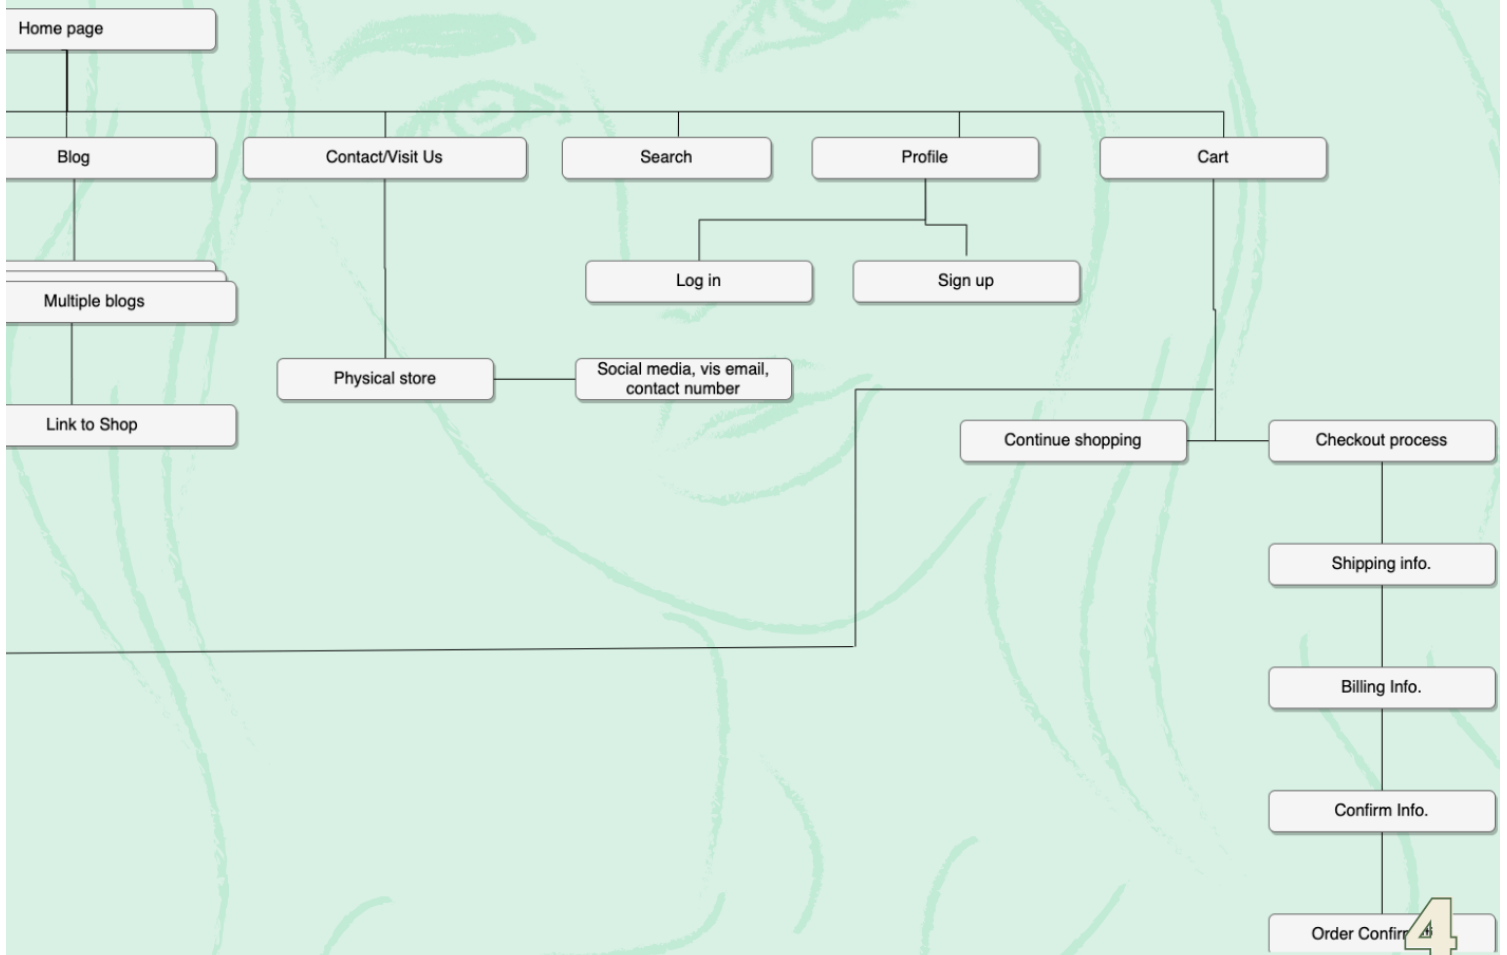 Home page
Blog
Contact/Visit Us
Search
Profile
Cart
Log in
Sign up
Multiple blogs
Physical store
Social media, vis email,
contact number
Link to Shop
Continue shopping
Checkout process
Shipping info.
Billing Info.
Confirm Info.
Order
4